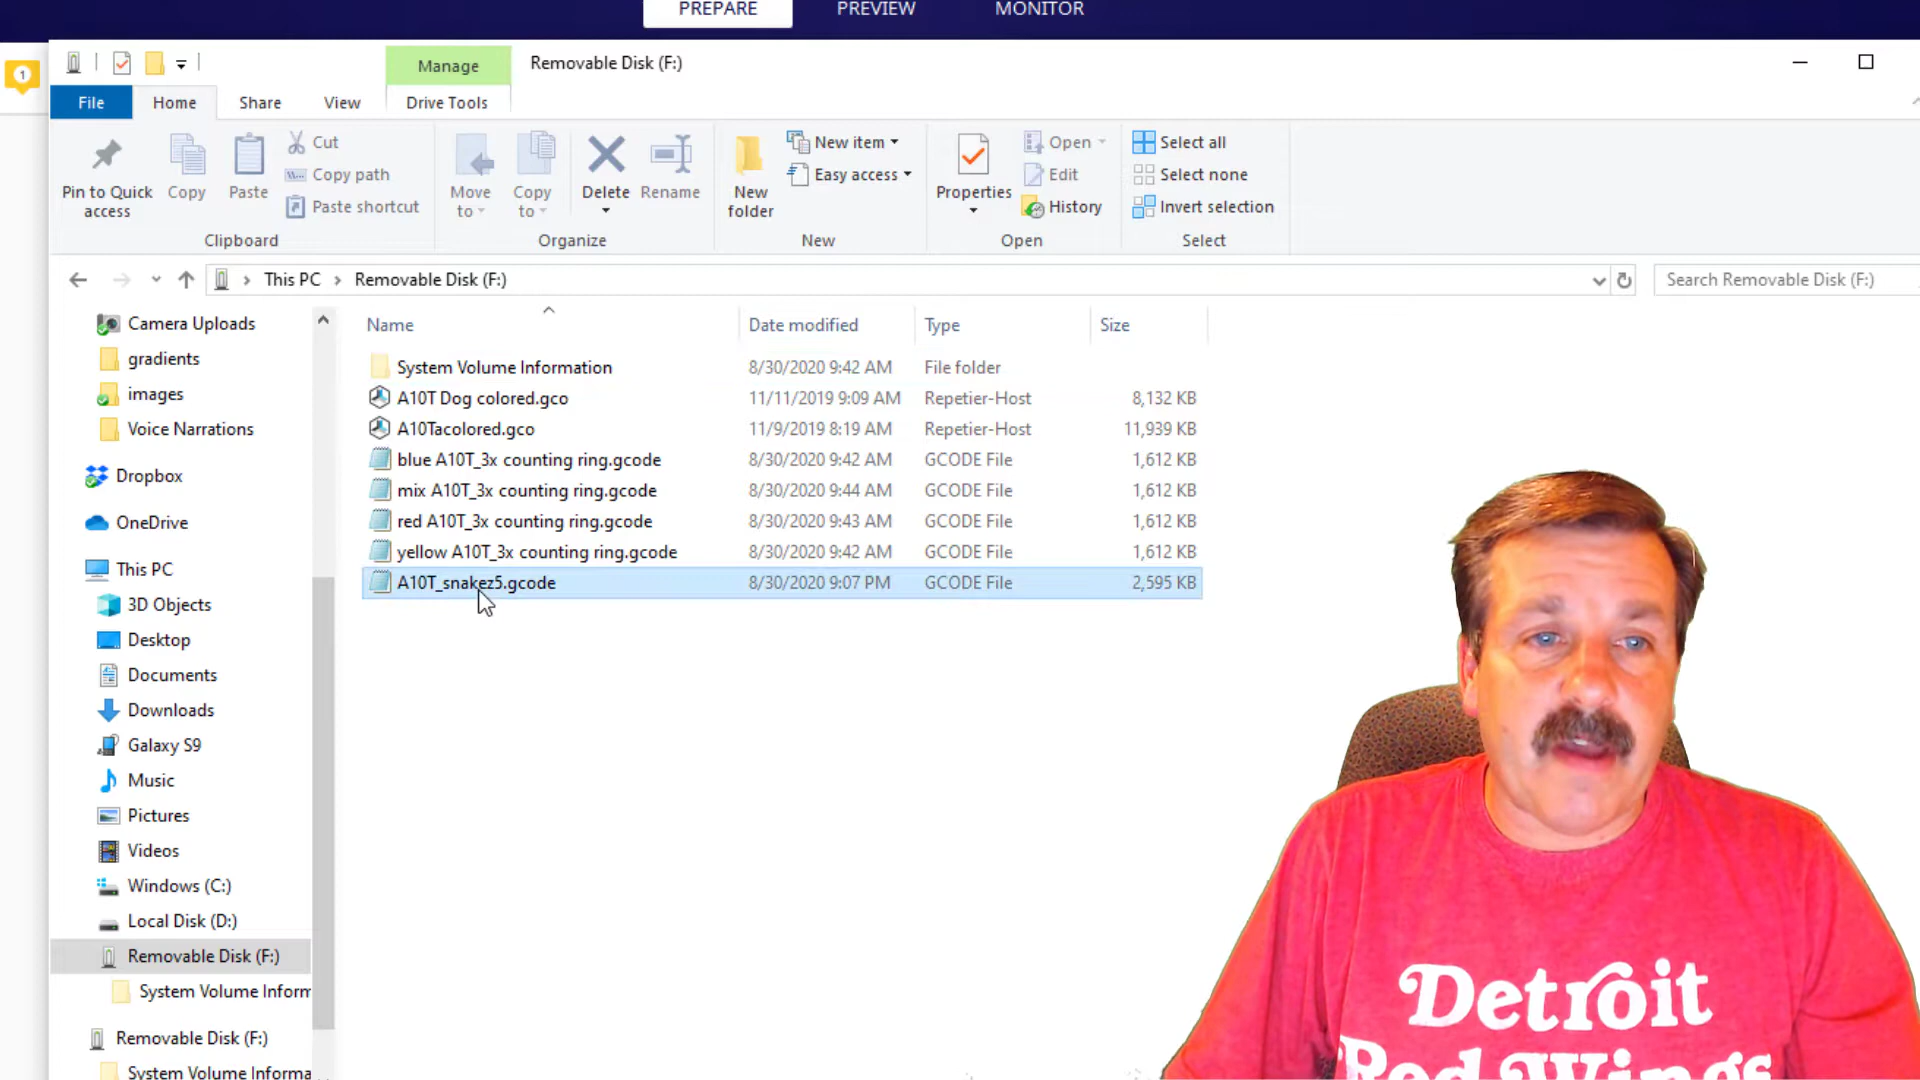 PREPARE PREVIEW MONITOR
1
Manage Removable Disk (F:)
File Home Share View Drive Tools
Pin to Quick access
Copy
Paste
Cut
Copy path
Paste shortcut
Move to
Copy to
Delete
Rename
New folder
New item
Easy access
Properties
Open
Edit
History
Select all
Select none
Invert selection
Clipboard Organize New Open Select
This PC Removable Disk (F:) Search Removable Disk (F:)
Camera Uploads
gradients
images
Voice Narrations
Dropbox
OneDrive
This PC
3D Objects
Desktop
Documents
Downloads
Galaxy S9
Music
Pictures
Videos
Windows (C:)
Local Disk (D:)
Removable Disk (F:)
System Volume Inform
Removable Disk (F:)
System Volume Informa
Name Date modified Type Size
System Volume Information 8/30/2020 9:42 AM File folder
A10T Dog colored.gco 11/11/2019 9:09 AM Repetier-Host 8,132 KB
A10Tacolored.gco 11/9/2019 8:19 AM Repetier-Host 11,939 KB
blue A10T_3x counting ring.gcode 8/30/2020 9:42 AM GCODE File 1,612 KB
mix A10T_3x counting ring.gcode 8/30/2020 9:44 AM GCODE File 1,612 KB
red A10T_3x counting ring.gcode 8/30/2020 9:43 AM GCODE File 1,612 KB
yellow A10T_3x counting ring.gcode 8/30/2020 9:42 AM GCODE File 1,612 KB
A10T_snakez5.gcode 8/30/2020 9:07 PM GCODE File 2,595 KB
Detroit
Red Wings